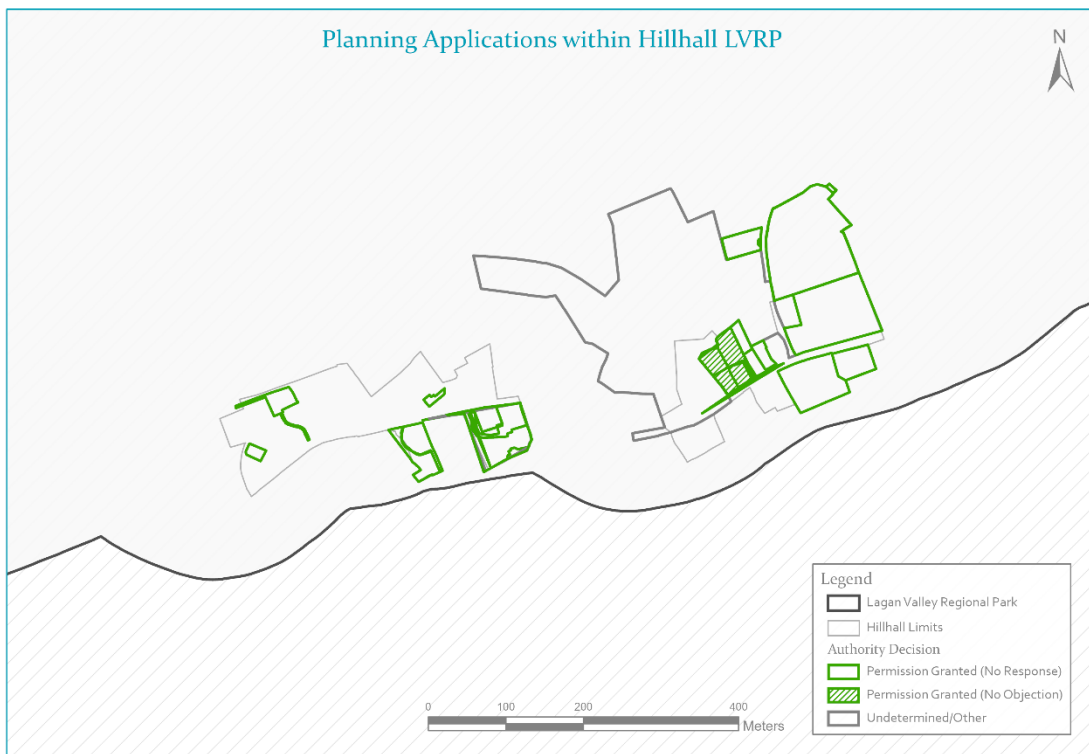 Planning Applications within Hillhall LVRP
N
Legend
Lagan Valley Regional Park
Hillhall Limits
Authority Decision
Permission Granted (No Response)
Permission Granted (No Objection)
Undetermined/Other
0 100 200 400
Meters